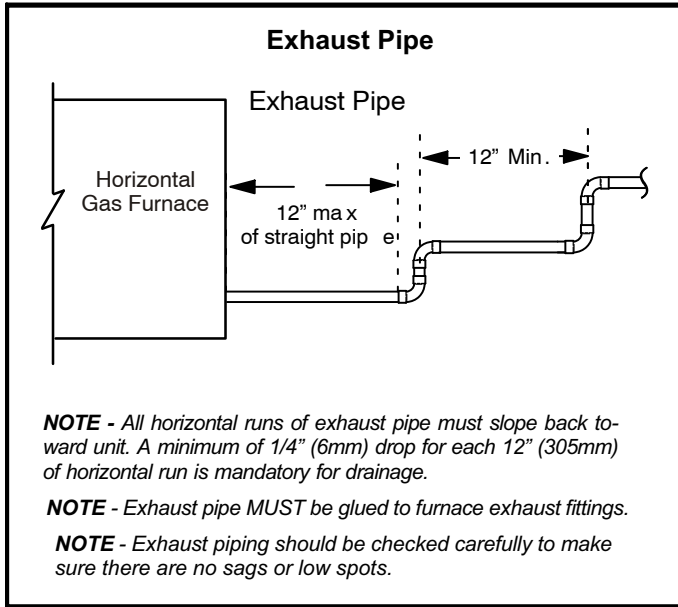 Exhaust Pipe
Exhaust Pipe
12” Min.
Horizontal
Gas Furnace
12” ma x
of straight pip e
NOTE - All horizontal runs of exhaust pipe must slope back to-
ward unit. A minimum of 1/4” (6mm) drop for each 12” (305mm)
of horizontal run is mandatory for drainage.
NOTE - Exhaust pipe MUST be glued to furnace exhaust fittings.
NOTE - Exhaust piping should be checked carefully to make
sure there are no sags or low spots.